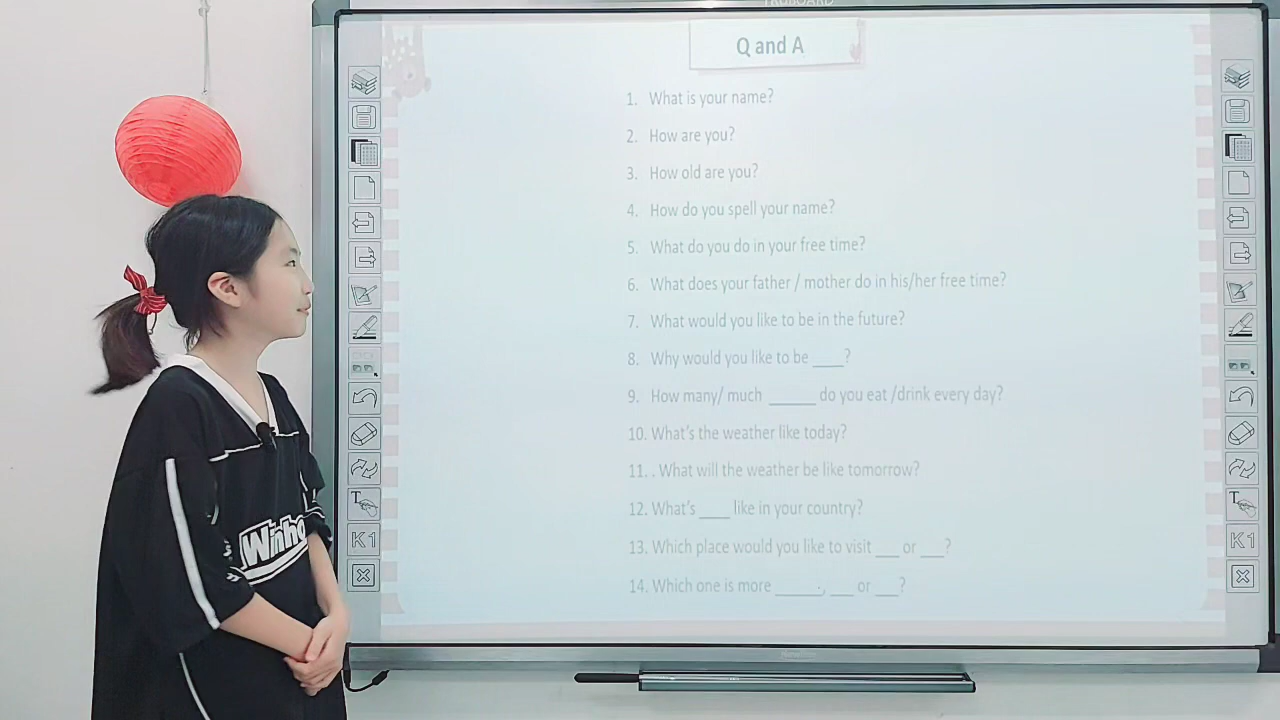 Q and A
1. What is your name?
2. How are you?
3. How old are you?
4. How do you spell your name?
5. What do you do in your free time?
6. What does your father / mother do in his/her free time?
7. What would you like to be in the future?
8. Why would you like to be ____?
9. How many/ much ______ do you eat /drink every day?
10. What's the weather like today?
11. . What will the weather be like tomorrow?
12. What's ____ like in your country?
13. Which place would you like to visit ___ or ___?
14. Which one is more ______, ___ or ___?
K1
K1